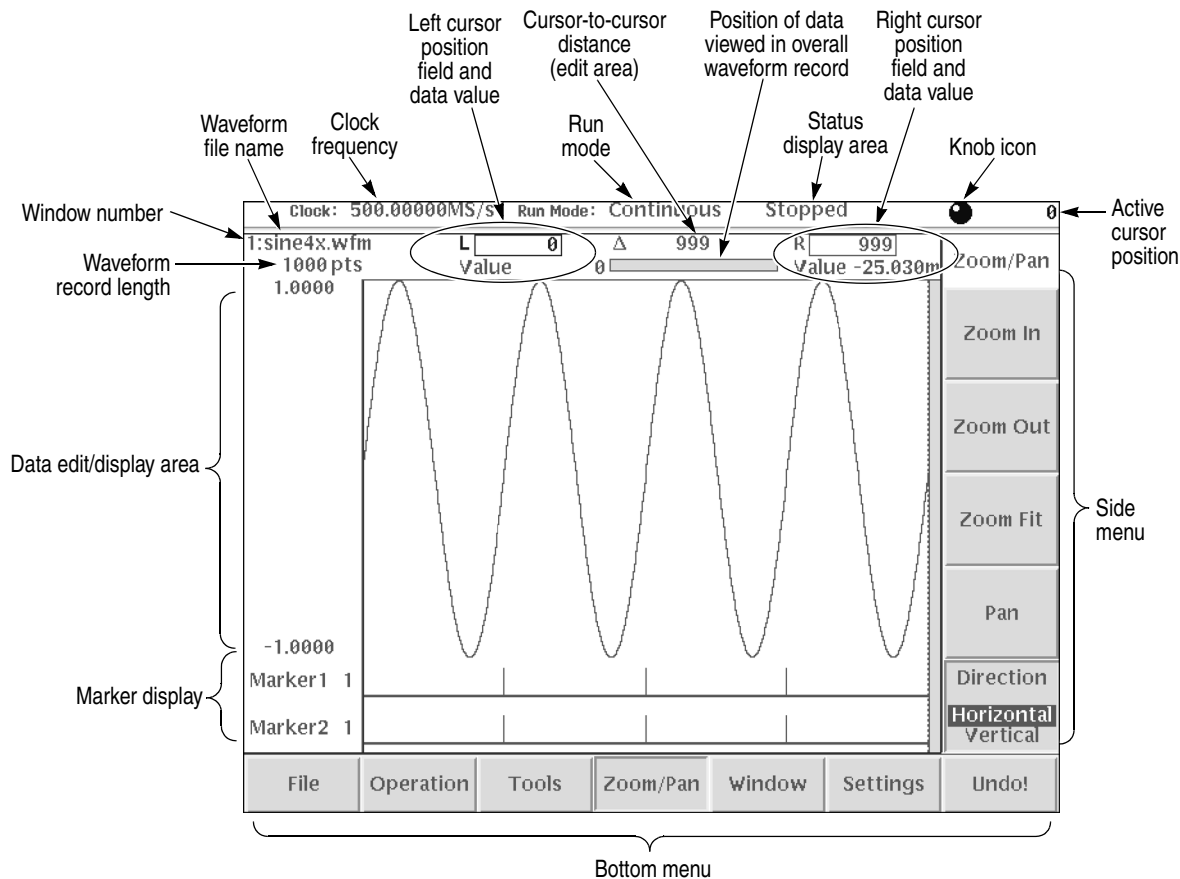 Left cursor
position
field and
data value
Cursor-to-cursor
distance
(edit area)
Position of data
viewed in overall
waveform record
Right cursor
position
field and
data value
Waveform
file name
Clock
frequency
Run
mode
Status
display area
Knob icon
Window number
Clock: 500.00000MS/s Run Mode: Continuous Stopped 0
Active
cursor
position
1:sine4x.wfm L 0 Δ 999 R 999
Waveform
record length
1000 pts Value 0 Value -25.030m
Zoom/Pan
1.0000
Zoom In
Zoom Out
Data edit/display area
Zoom Fit
Side
menu
Pan
-1.0000
Marker display
Marker1 1
Marker2 1
Direction
Horizontal
Vertical
File Operation Tools Zoom/Pan Window Settings Undo!
Bottom menu